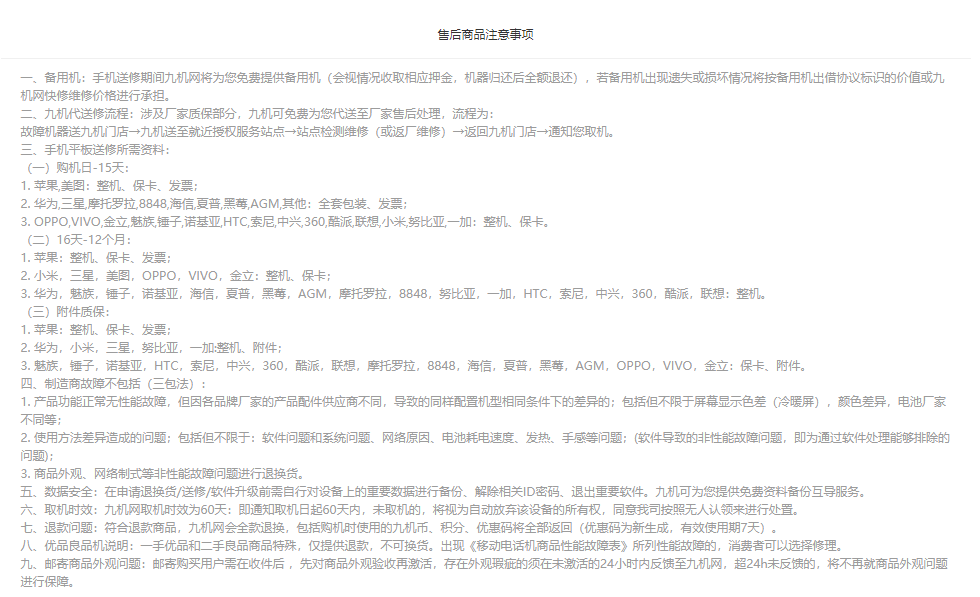 售后商品注意事项
一、备用机：手机送修期间九机网将为您免费提供备用机（会视情况收取相应押金，机器归还后全额退还），若备用机出现遗失或损坏情况将按备用机出借协议标识的价值或九
机网快修维修价格进行承担。
二、九机代送修流程：涉及厂家质保部分，九机可免费为您代送至厂家售后处理，流程为：
故障机器送九机门店→九机送至就近授权服务站点→站点检测维修（或返厂维修）→返回九机门店→通知您取机。
三、手机平板送修所需资料：
（一）购机日-15天：
1. 苹果,美图：整机、保卡、发票；
2. 华为,三星,摩托罗拉,8848,海信,夏普,黑莓,AGM,其他：全套包装、发票；
3. OPPO,VIVO,金立,魅族,锤子,诺基亚,HTC,索尼,中兴,360,酷派,联想,小米,努比亚,一加：整机、保卡。
（二）16天-12个月：
1. 苹果：整机、保卡、发票；
2. 小米，三星，美图，OPPO，VIVO，金立：整机、保卡；
3. 华为，魅族，锤子，诺基亚，海信，夏普，黑莓，AGM，摩托罗拉，8848，努比亚，一加，HTC，索尼，中兴，360，酷派，联想：整机。
（三）附件质保：
1. 苹果：整机、保卡、发票；
2. 华为，小米，三星，努比亚，一加:整机、附件；
3. 魅族，锤子，诺基亚，HTC，索尼，中兴，360，酷派，联想，摩托罗拉，8848，海信，夏普，黑莓，AGM，OPPO，VIVO，金立：保卡、附件。
四、制造商故障不包括（三包法）：
1. 产品功能正常无性能故障，但因各品牌厂家的产品配件供应商不同，导致的同样配置机型相同条件下的差异的；包括但不限于屏幕显示色差（冷暖屏），颜色差异，电池厂家
不同等；
2. 使用方法差异造成的问题；包括但不限于：软件问题和系统问题、网络原因、电池耗电速度、发热、手感等问题；(软件导致的非性能故障问题，即为通过软件处理能够排除的
问题)；
3. 商品外观、网络制式等非性能故障问题进行退换货。
五、数据安全：在申请退换货/送修/软件升级前需自行对设备上的重要数据进行备份、解除相关ID密码、退出重要软件。九机可为您提供免费资料备份互导服务。
六、取机时效：九机网取机时效为60天：即通知取机日起60天内，未取机的，将视为自动放弃该设备的所有权，同意我司按照无人认领来进行处置。
七、退款问题：符合退款商品，九机网会全款退换，包括购机时使用的九机币、积分、优惠码将全部返回（优惠码为新生成，有效使用期7天）。
八、优品良品机说明：一手优品和二手良品商品特殊，仅提供退款，不可换货。出现《移动电话机商品性能故障表》所列性能故障的，消费者可以选择修理。
九、邮寄商品外观问题：邮寄购买用户需在收件后 ，先对商品外观验收再激活，存在外观瑕疵的须在未激活的24小时内反馈至九机网，超24h未反馈的，将不再就商品外观问题
进行保障。